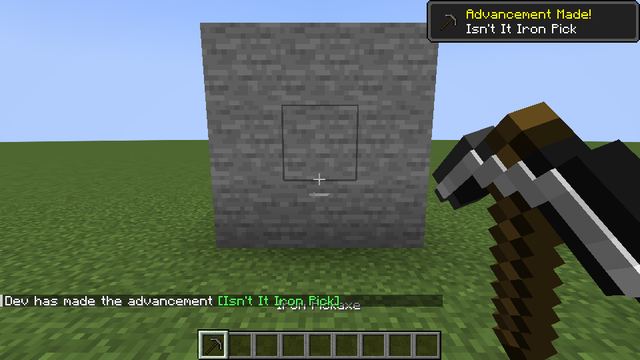 Advancement Made!
Isn't It Iron Pick
Dev has made the advancement [Isn't It Iron Pick]
Iron Pickaxe